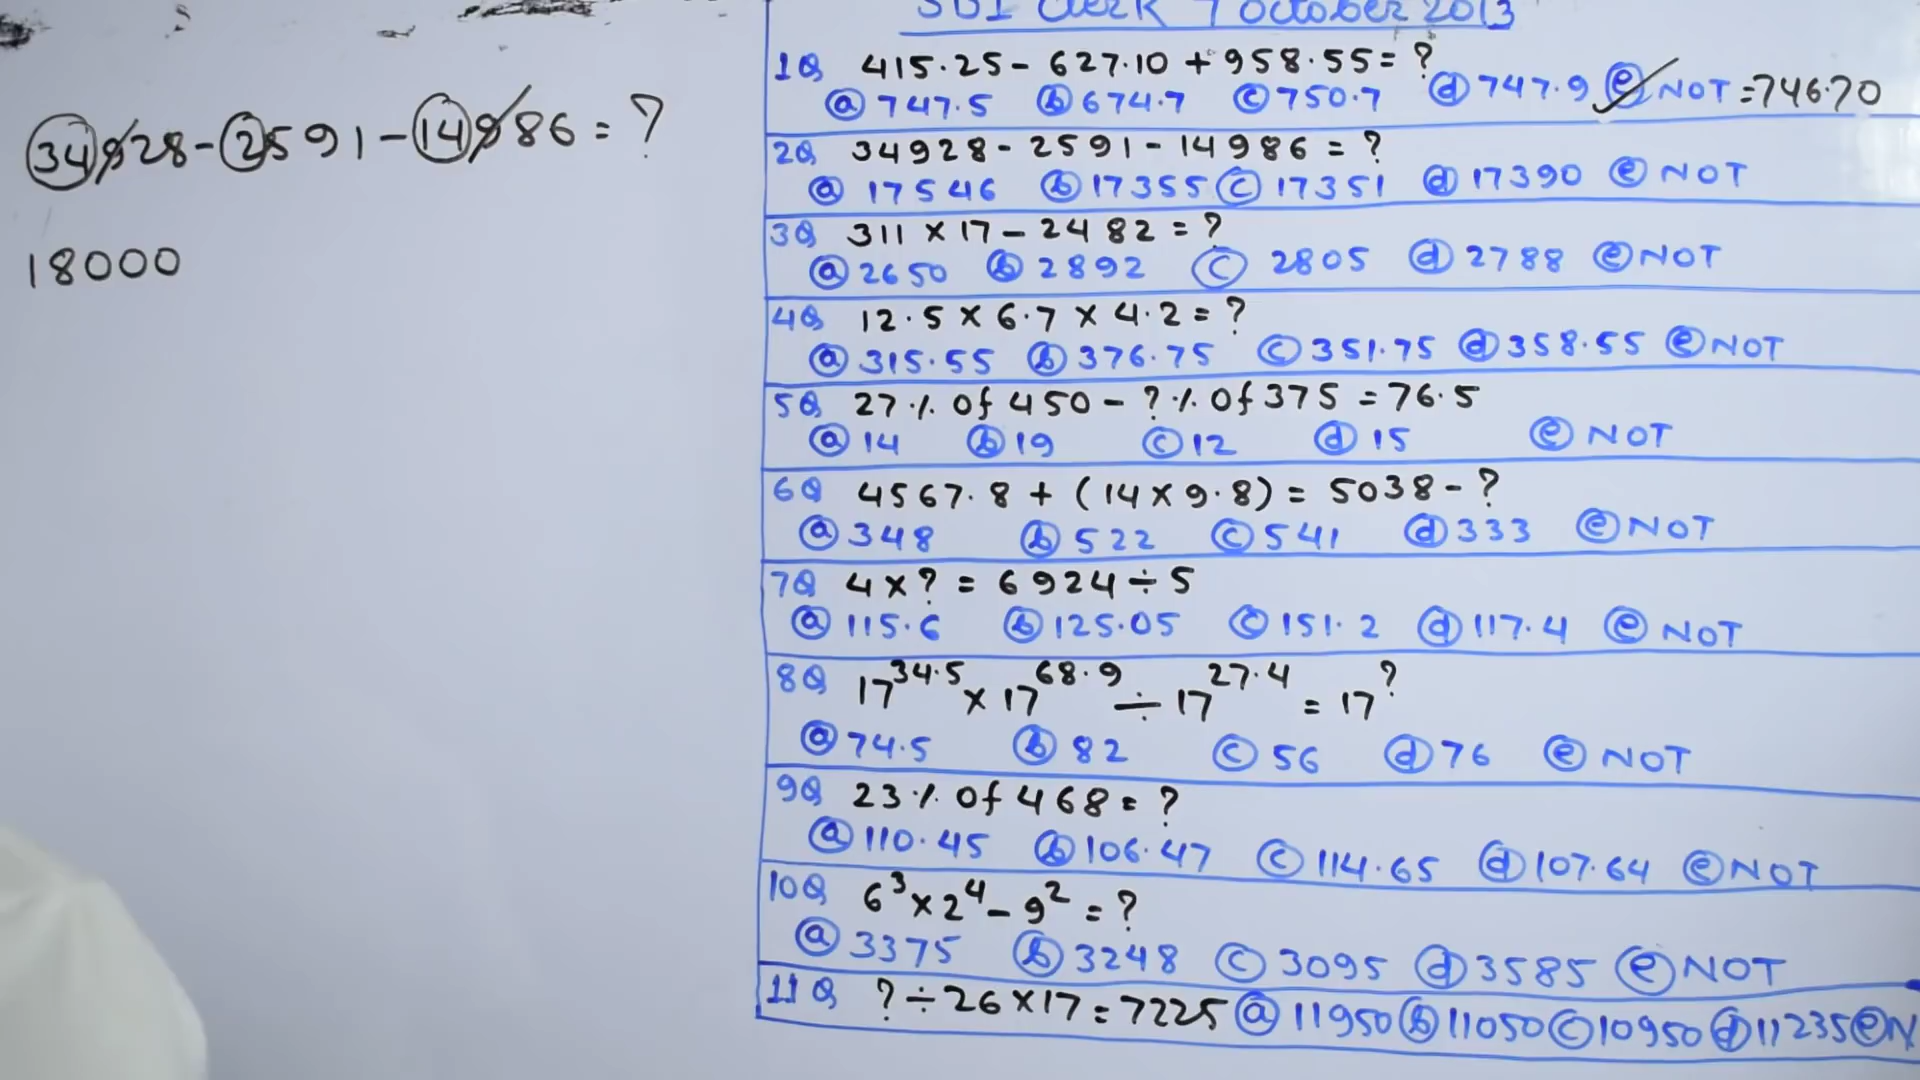 34928-2591-14986=?
18000
SBI Clerk 7 October 2013
1Q 415.25- 627.10 +958.55=?
ⓐ 747.5 ⓑ 674.7 ⓒ 750.7 ⓓ 747.9 ⓔ NOT =746.70
2Q 34928- 2591-14986 = ?
ⓐ 17546 ⓑ 17355 ⓒ 17351 ⓓ 17390 ⓔ NOT
3Q 311 × 17 - 2482 = ?
ⓐ 2650 ⓑ 2892 ⓒ 2805 ⓓ 2788 ⓔ NOT
4Q 12.5 × 6.7 × 4.2 = ?
ⓐ 315.55 ⓑ 376.75 ⓒ 351.75 ⓓ 358.55 ⓔ NOT
5Q 27% Of 450 - ?% Of 375 = 76.5
ⓐ 14 ⓑ 19 ⓒ 12 ⓓ 15 ⓔ NOT
6Q 4567.8 + (14 × 9.8) = 5038 - ?
ⓐ 348 ⓑ 522 ⓒ 541 ⓓ 333 ⓔ NOT
7Q 4 × ? = 6924 ÷ 5
ⓐ 115.6 ⓑ 125.05 ⓒ 151.2 ⓓ 117.4 ⓔ NOT
8Q 17^34.5 × 17^68.9 ÷ 17^27.4 = 17^?
ⓐ 74.5 ⓑ 82 ⓒ 56 ⓓ 76 ⓔ NOT
9Q 23% Of 468 = ?
ⓐ 110.45 ⓑ 106.47 ⓒ 114.65 ⓓ 107.64 ⓔ NOT
10Q 6³ × 2⁴ - 9² = ?
ⓐ 3375 ⓑ 3248 ⓒ 3095 ⓓ 3585 ⓔ NOT
11Q ? ÷ 26 × 17 = 7225 ⓐ 11950 ⓑ 11050 ⓒ 10950 ⓓ 11235 ⓔ N